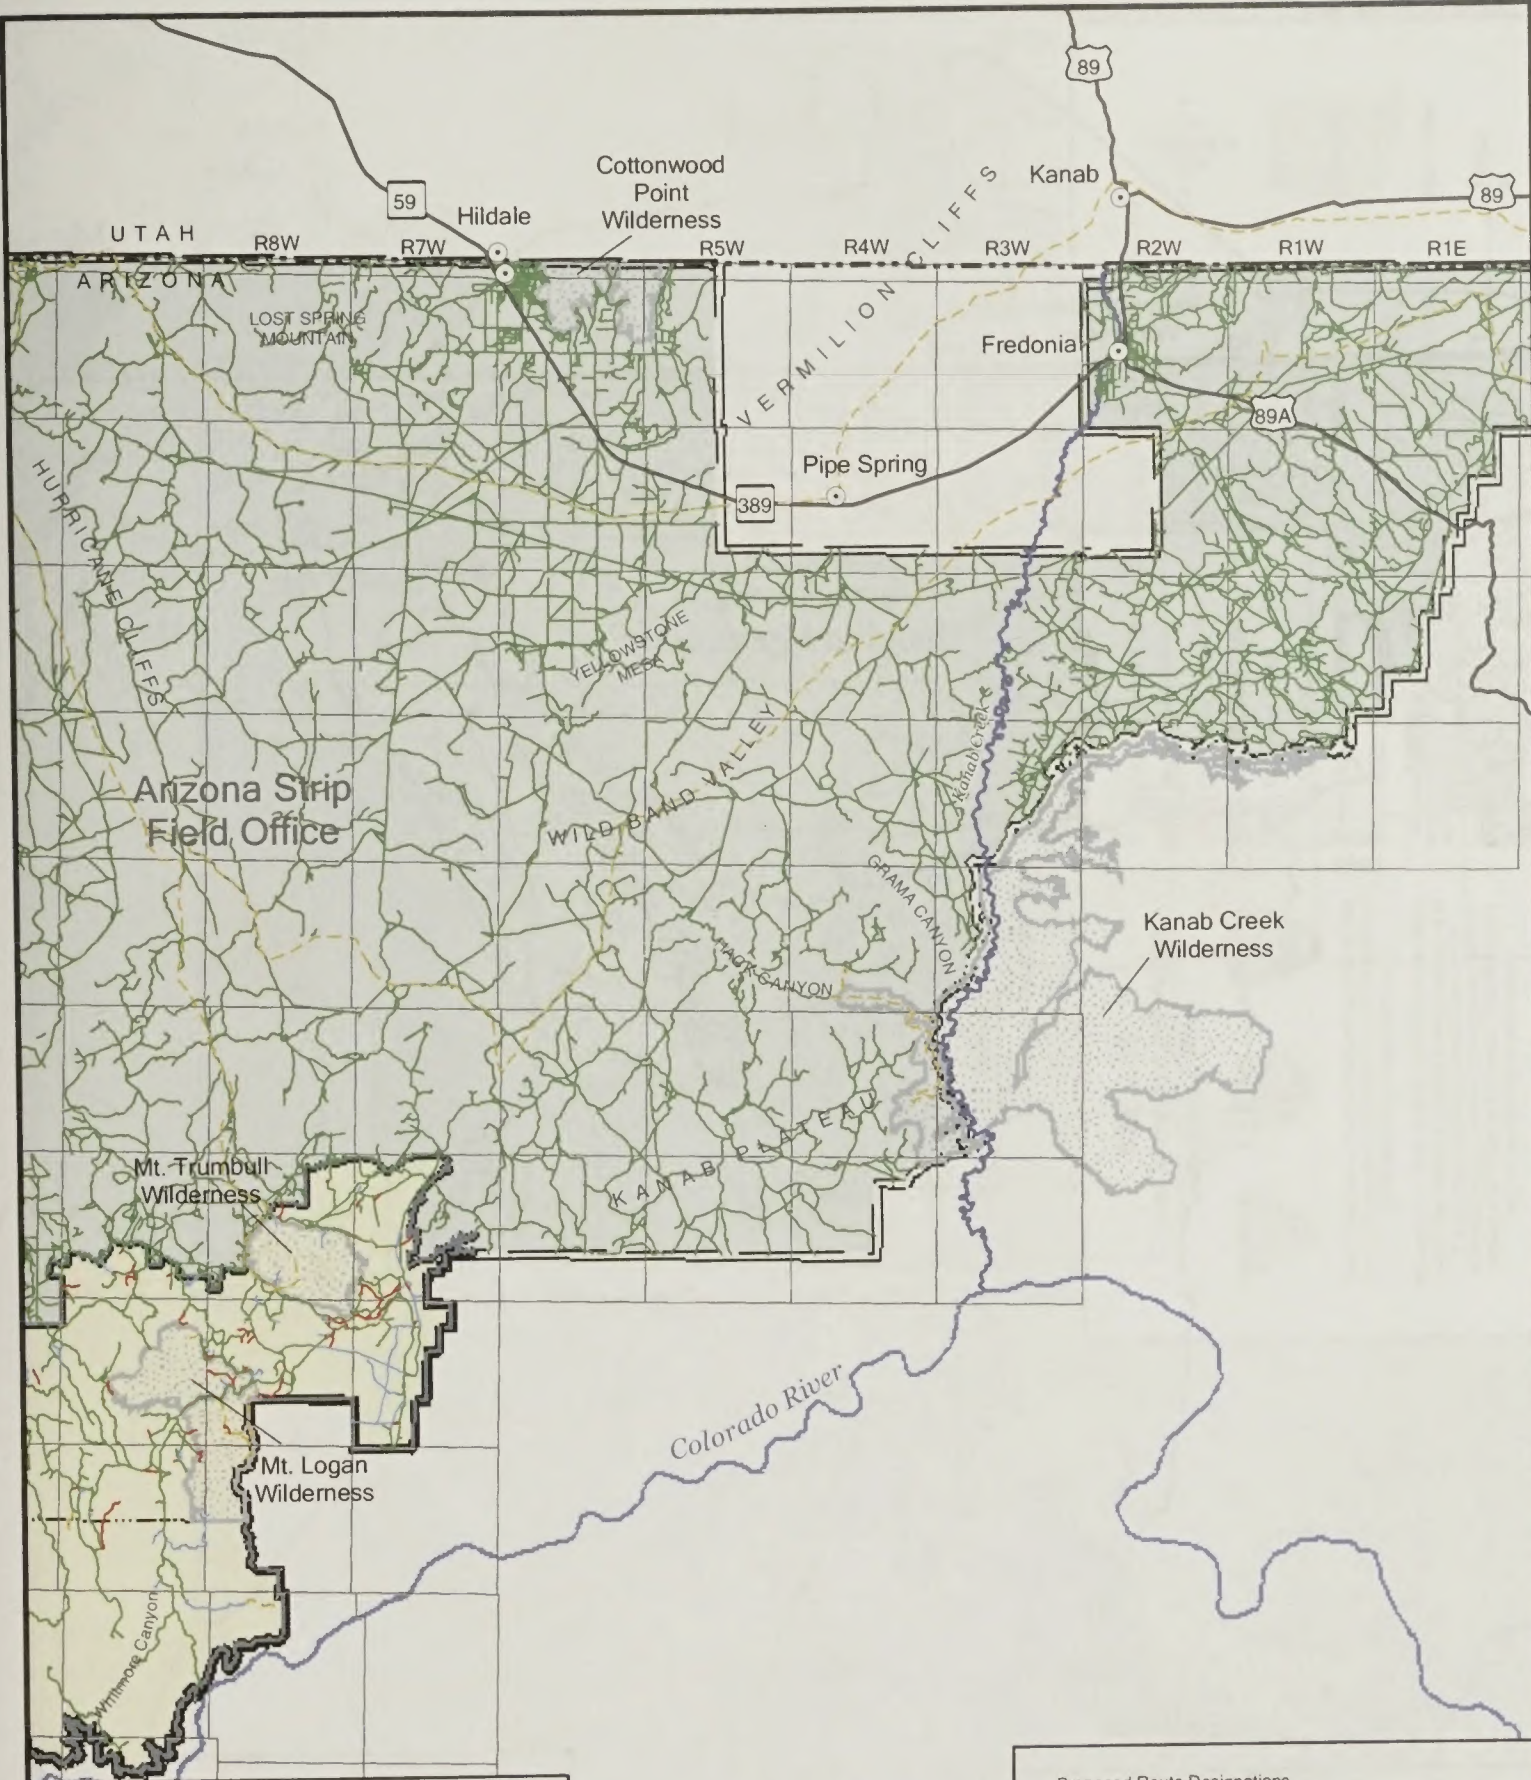 89
Cottonwood
Point
Wilderness
Kanab
89
59
Hildale
VERMILION CLIFFS
UTAH
R8W
R7W
R5W
R4W
R3W
R2W
R1W
R1E
ARIZONA
LOST SPRING
MOUNTAIN
Fredonia
89A
Pipe Spring
389
HURRICANE CLIFFS
YELLOWSTONE
MESA
Kanab Creek
Arizona Strip
Field Office
WILD BAND VALLEY
GRAMA CANYON
Kanab Creek
Wilderness
HACK CANYON
KANAB PLATEAU
Mt. Trumbull
Wilderness
Colorado River
Mt. Logan
Wilderness
Whitmore Canyon
Route Designations